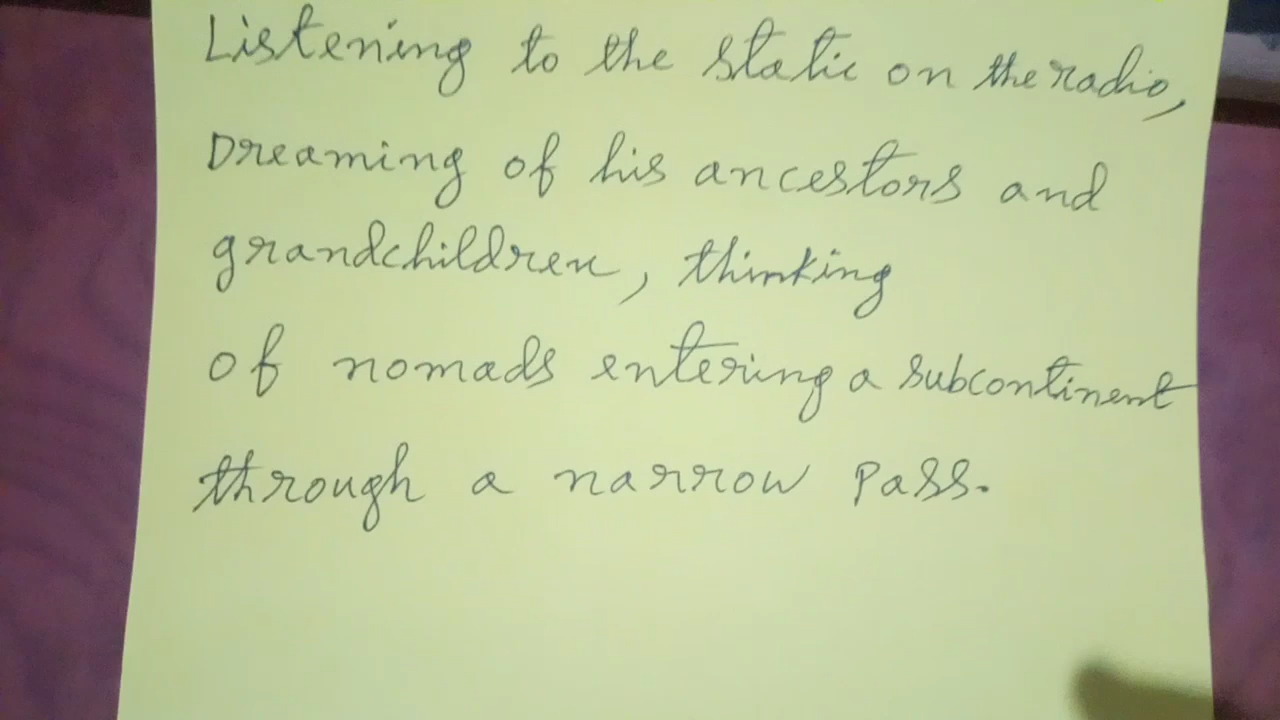 Listening to the static on the radio,
Dreaming of his ancestors and
grandchildren, thinking
of nomads entering a subcontinent
through a narrow pass.